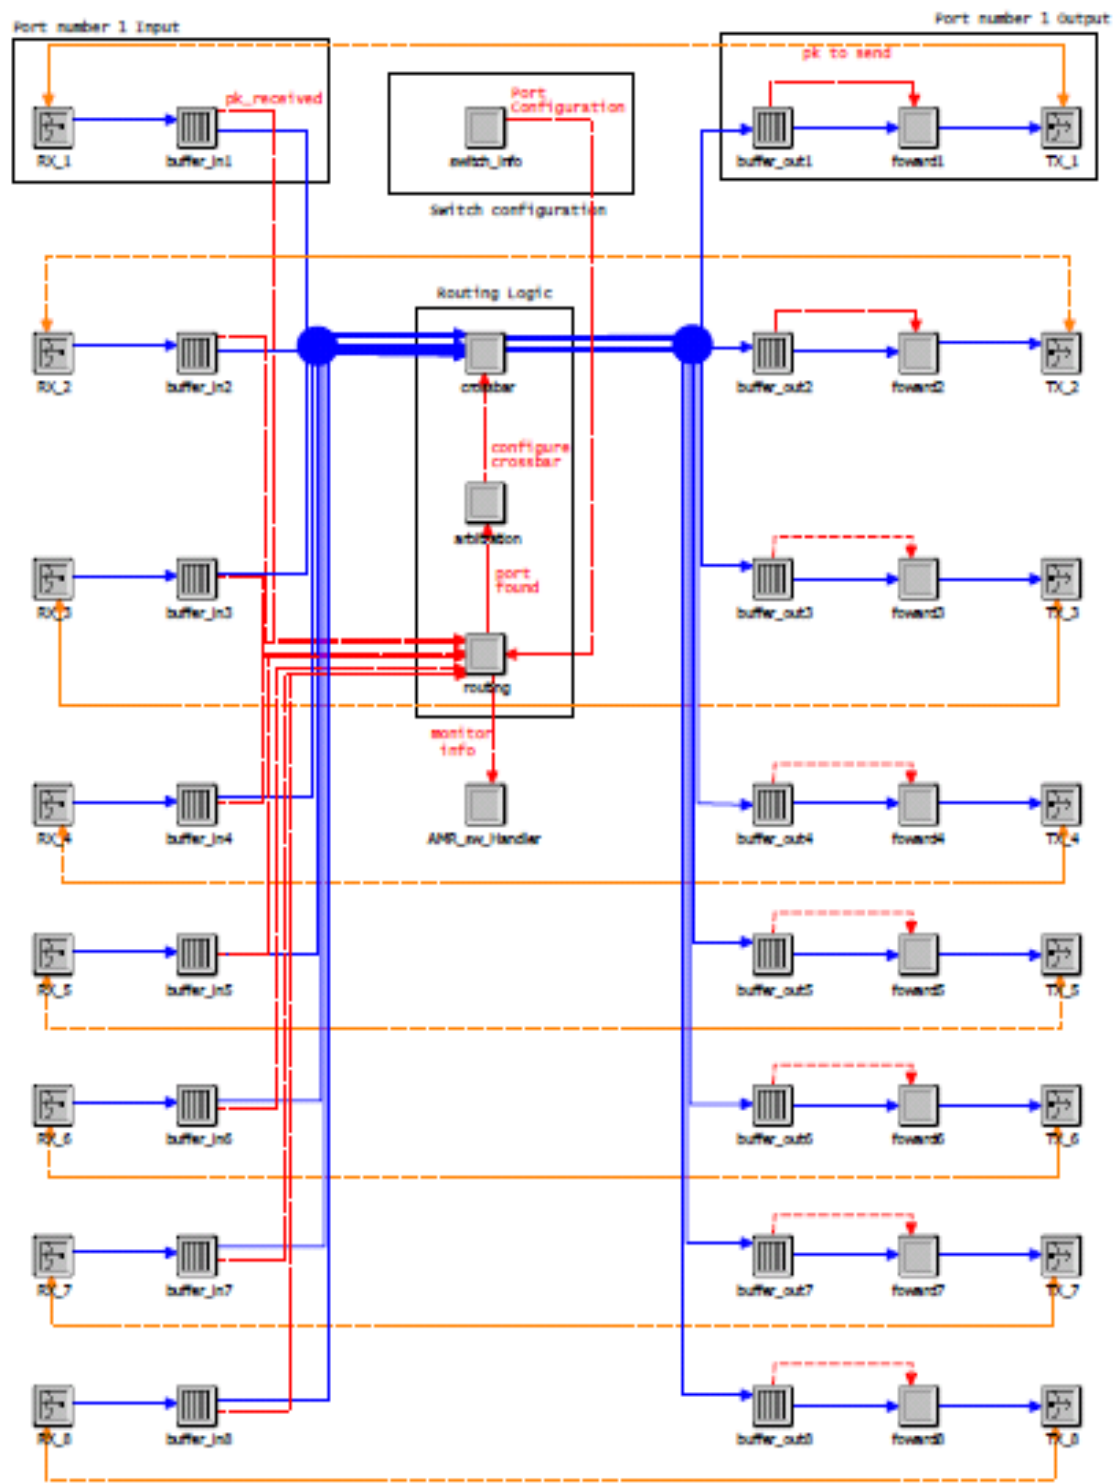 Port number 1 Input
Port number 1 Output
pk to send
pk_received
Port
Configuration
RX_1
buffer_in1
switch_info
buffer_out1
foward1
TX_1
Switch configuration
Routing Logic
RX_2
buffer_in2
crossbar
buffer_out2
foward2
TX_2
configure
crossbar
arbitration
port
found
RX_3
buffer_in3
buffer_out3
foward3
TX_3
routing
monitor
info
RX_4
buffer_in4
AMR_sw_Handler
buffer_out4
foward4
TX_4
RX_5
buffer_in5
buffer_out5
foward5
TX_5
RX_6
buffer_in6
buffer_out6
foward6
TX_6
RX_7
buffer_in7
buffer_out7
foward7
TX_7
RX_8
buffer_in8
buffer_out8
foward8
TX_8